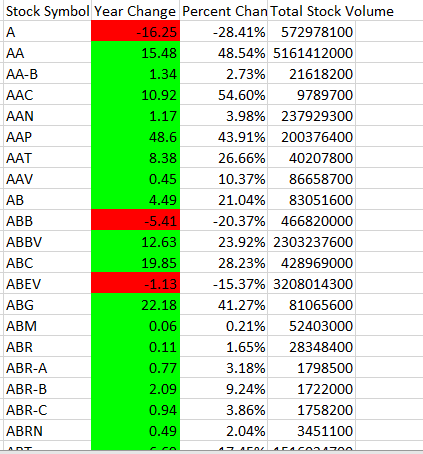 Stock Symbol Year Change Percent Chan Total Stock Volume
A -16.25 -28.41% 572978100
AA 15.48 48.54% 5161412000
AA-B 1.34 2.73% 21618200
AAC 10.92 54.60% 9789700
AAN 1.17 3.98% 237929300
AAP 48.6 43.91% 200376400
AAT 8.38 26.66% 40207800
AAV 0.45 10.37% 86658700
AB 4.49 21.04% 83051600
ABB -5.41 -20.37% 466820000
ABBV 12.63 23.92% 2303237600
ABC 19.85 28.23% 428969000
ABEV -1.13 -15.37% 3208014300
ABG 22.18 41.27% 81065600
ABM 0.06 0.21% 52403000
ABR 0.11 1.65% 28348400
ABR-A 0.77 3.18% 1798500
ABR-B 2.09 9.24% 1722000
ABR-C 0.94 3.86% 1758200
ABRN 0.49 2.04% 3451100